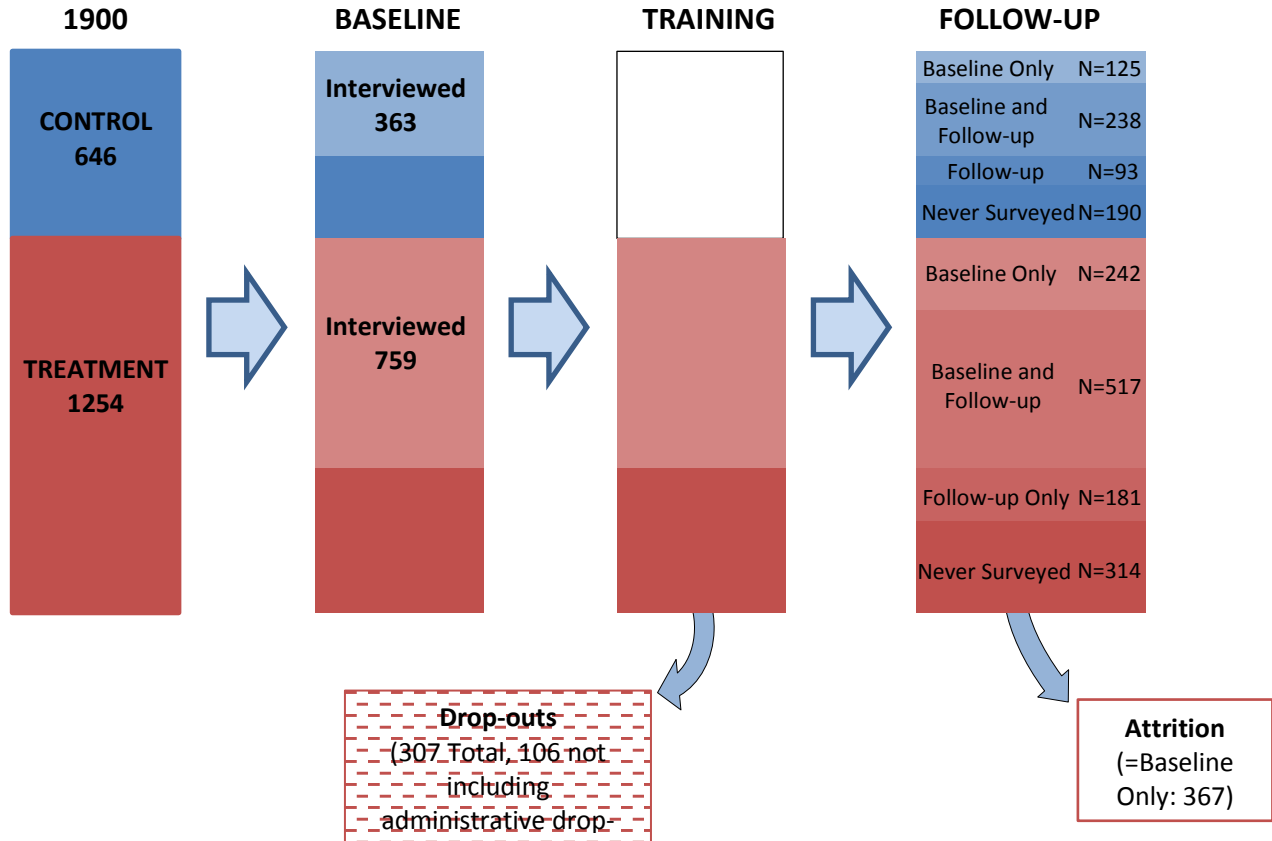 1900
BASELINE
TRAINING
FOLLOW-UP
CONTROL
646
TREATMENT
1254
Interviewed
363
Interviewed
759
Baseline Only N=125
Baseline and
Follow-up
N=238
Follow-up N=93
Never Surveyed N=190
Baseline Only N=242
Baseline and
Follow-up
N=517
Follow-up Only N=181
Never Surveyed N=314
Drop-outs
(307 Total, 106 not
including
administrative drop-
Attrition
(=Baseline
Only: 367)